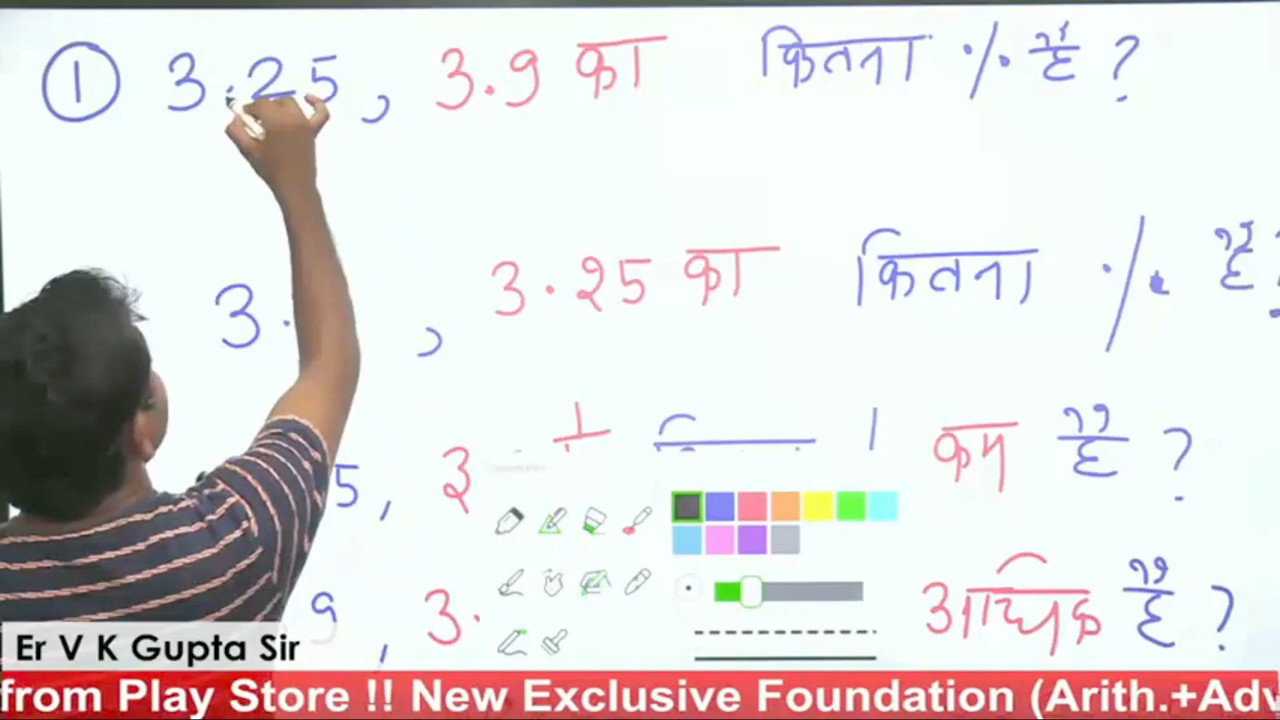 ① 3.25, 3.9 का कितना % है ?
3. , 3.25 का कितना % है
5, 3 कम है ?
9, 3. अधिक है ?
Er V K Gupta Sir
from Play Store !! New Exclusive Foundation (Arith.+Adv